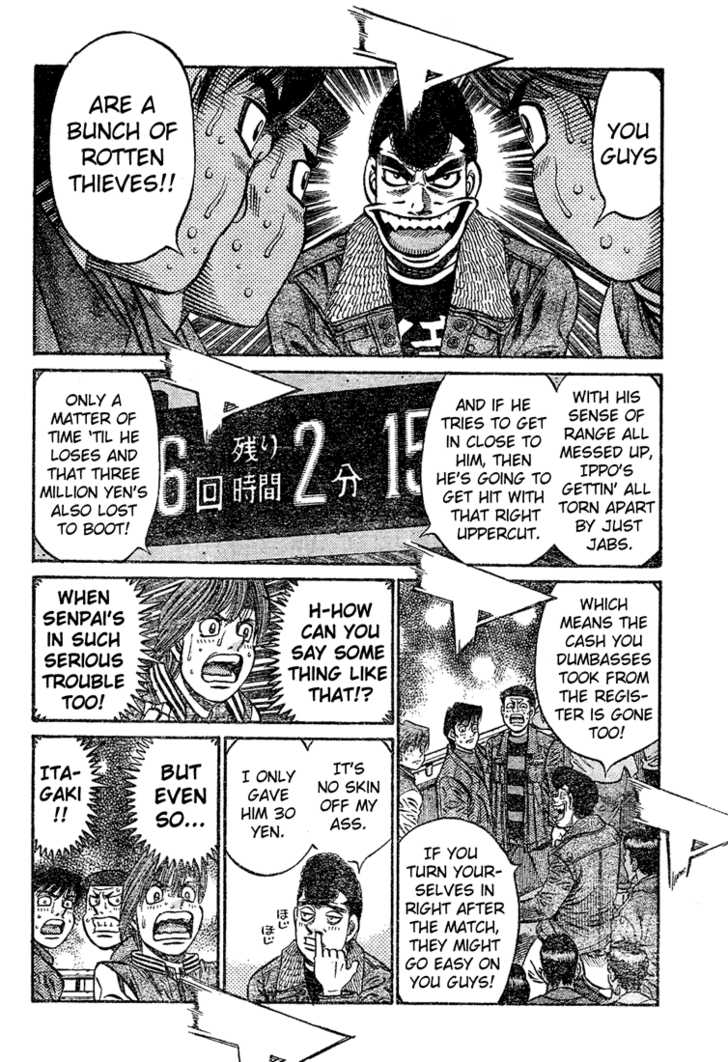 YOU
GUYS
ARE A
BUNCH OF
ROTTEN
THIEVES!!
WITH HIS
SENSE OF
RANGE ALL
MESSED UP,
IPPO'S
GETTIN' ALL
TORN APART
BY JUST
JABS.
AND IF HE
TRIES TO GET
IN CLOSE TO
HIM, THEN
HE'S GOING TO
GET HIT WITH
THAT RIGHT
UPPERCUT.
6回 残り時間 2分 15
ONLY A
MATTER OF
TIME 'TIL HE
LOSES AND
THAT THREE
MILLION YEN'S
ALSO LOST
TO BOOT!
WHICH
MEANS THE
CASH YOU
DUMBASSES
TOOK FROM
THE REGIS-
TER IS GONE
TOO!
IF YOU
TURN YOUR-
SELVES IN
RIGHT AFTER
THE MATCH,
THEY MIGHT
GO EASY ON
YOU GUYS!
H-HOW
CAN YOU
SAY SOME
THING LIKE
THAT!?
WHEN
SENPAI'S
IN SUCH
SERIOUS
TROUBLE
TOO!
IT'S
NO SKIN
OFF MY
ASS.
I ONLY
GAVE
HIM 30
YEN.
ほじ
ほじ
BUT
EVEN
SO...
ITA-
GAKI
!!